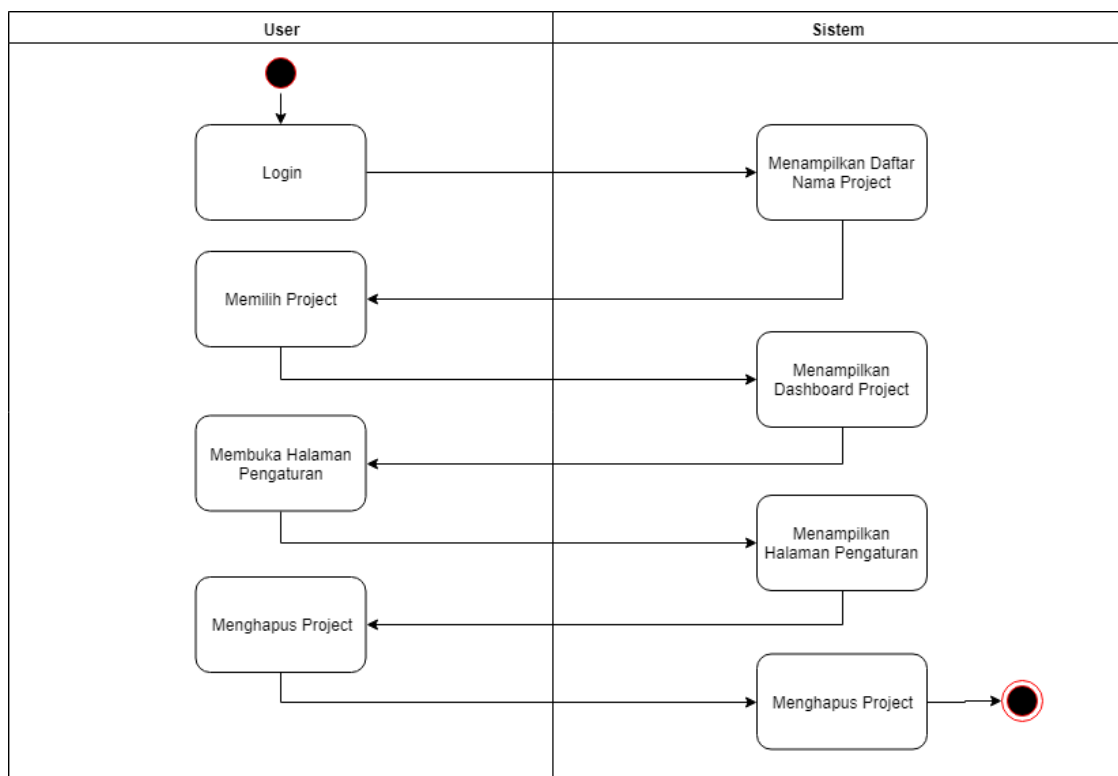 User
Sistem
Login
Menampilkan Daftar
Nama Project
Memilih Project
Menampilkan
Dashboard Project
Membuka Halaman
Pengaturan
Menampilkan
Halaman Pengaturan
Menghapus Project
Menghapus Project